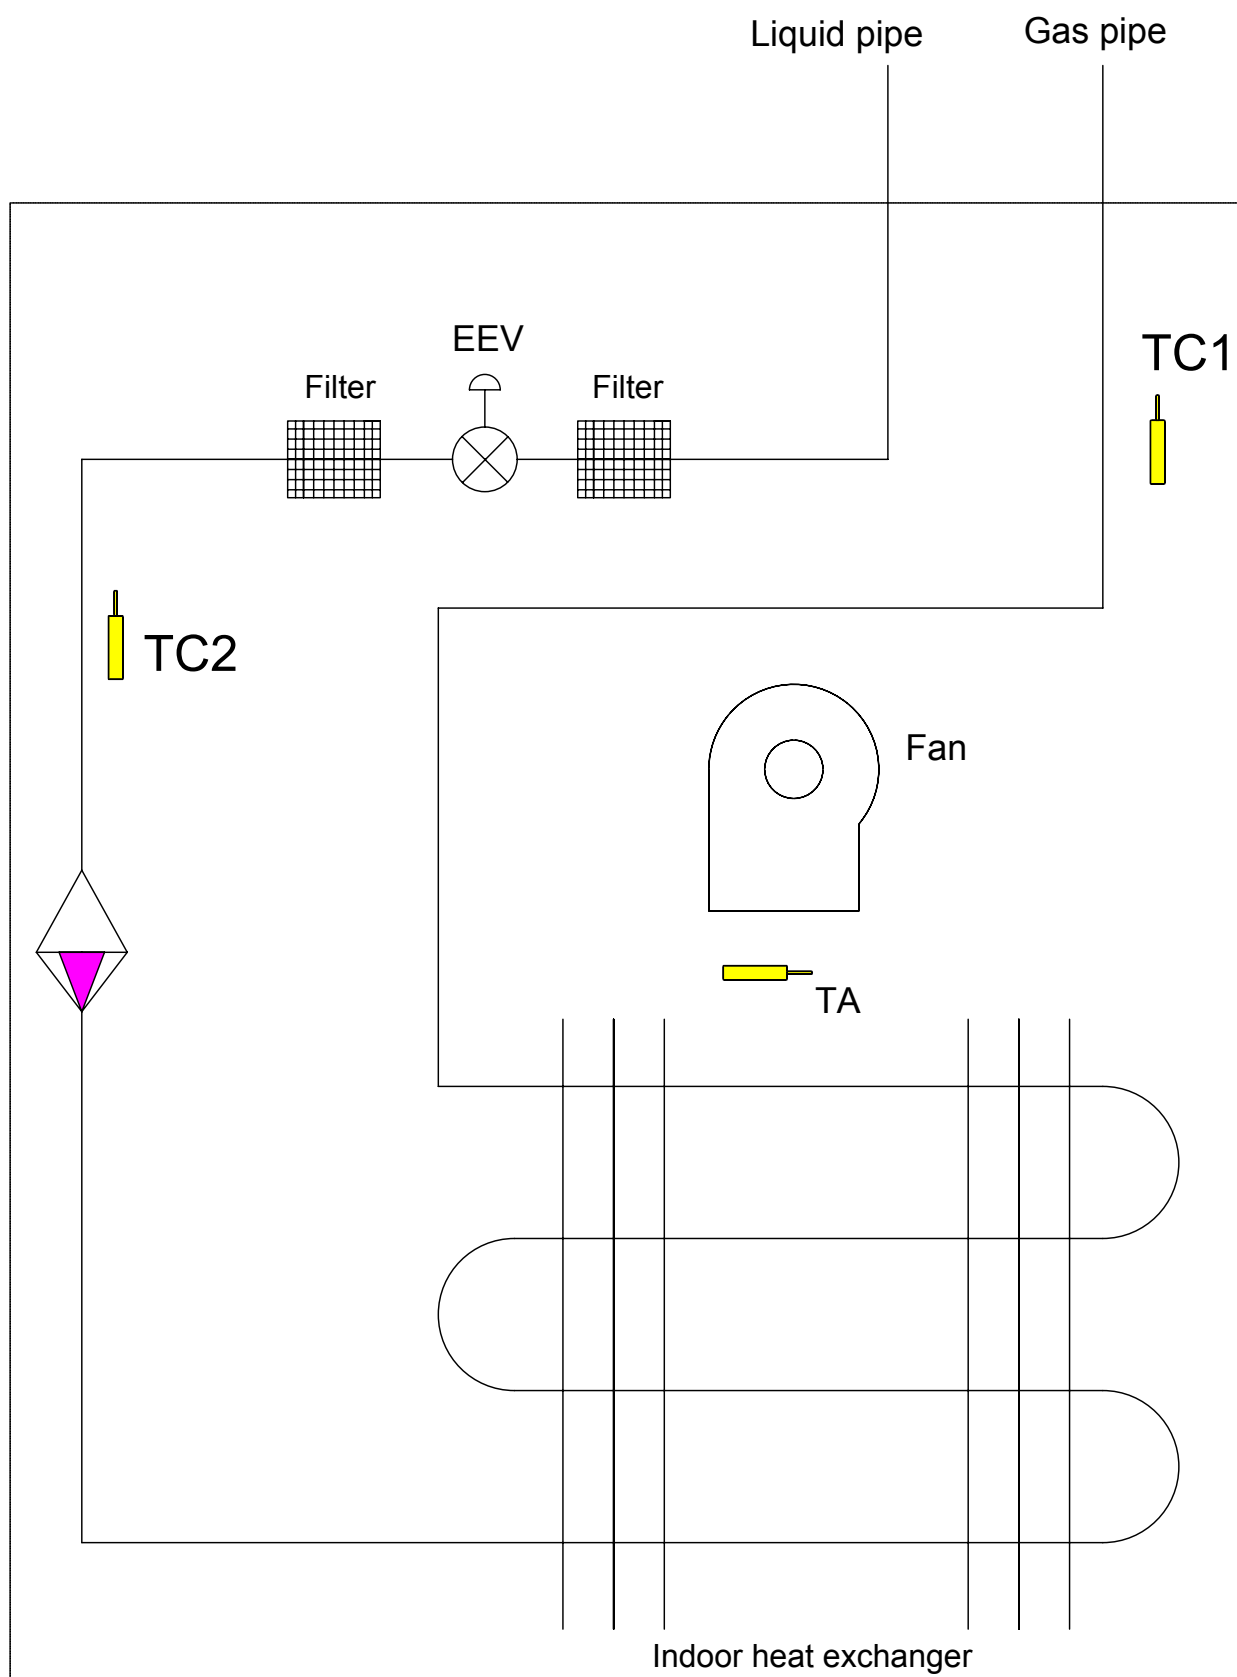 Liquid pipe
Gas pipe
EEV
TC1
Filter
Filter
TC2
Fan
TA
Indoor heat exchanger